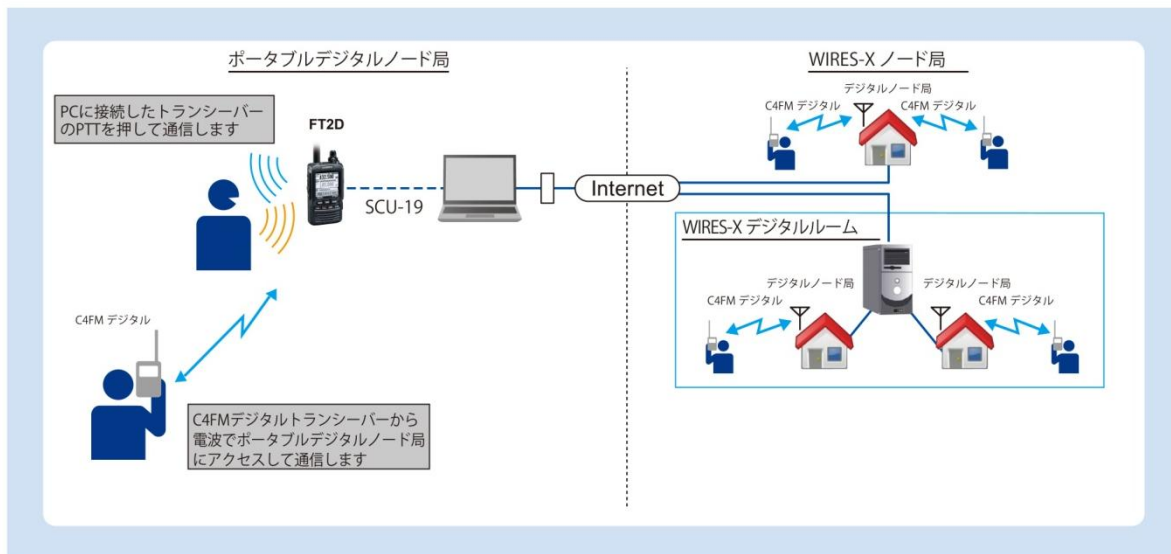 ポータブルデジタルノード局
PCに接続したトランシーバー
のPTTを押して通信します
FT2D
SCU-19
C4FM デジタル
C4FMデジタルトランシーバーから
電波でポータブルデジタルノード局
にアクセスして通信します
Internet
WIRES-X ノード局
デジタルノード局
C4FM デジタル
C4FM デジタル
WIRES-X デジタルルーム
デジタルノード局
デジタルノード局
C4FM デジタル
C4FM デジタル